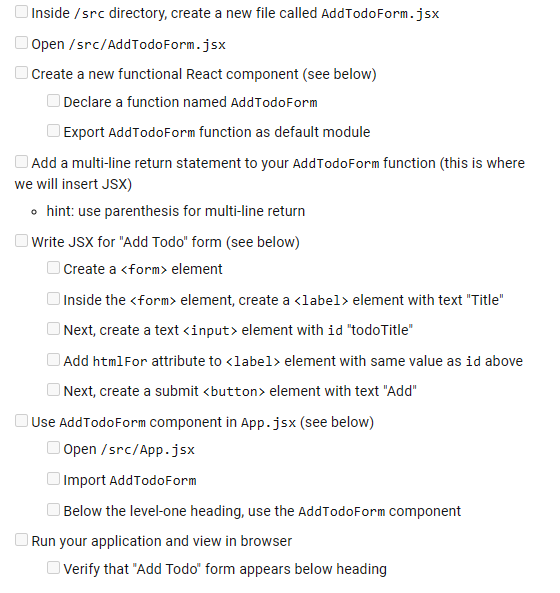 Inside /src directory, create a new file called AddTodoForm.jsx
Open /src/AddTodoForm.jsx
Create a new functional React component (see below)
Declare a function named AddTodoForm
Export AddTodoForm function as default module
Add a multi-line return statement to your AddTodoForm function (this is where
we will insert JSX)
hint: use parenthesis for multi-line return
Write JSX for "Add Todo" form (see below)
Create a <form> element
Inside the <form> element, create a <label> element with text "Title"
Next, create a text <input> element with id "todoTitle"
Add htmlFor attribute to <label> element with same value as id above
Next, create a submit <button> element with text "Add"
Use AddTodoForm component in App.jsx (see below)
Open /src/App.jsx
Import AddTodoForm
Below the level-one heading, use the AddTodoForm component
Run your application and view in browser
Verify that "Add Todo" form appears below heading